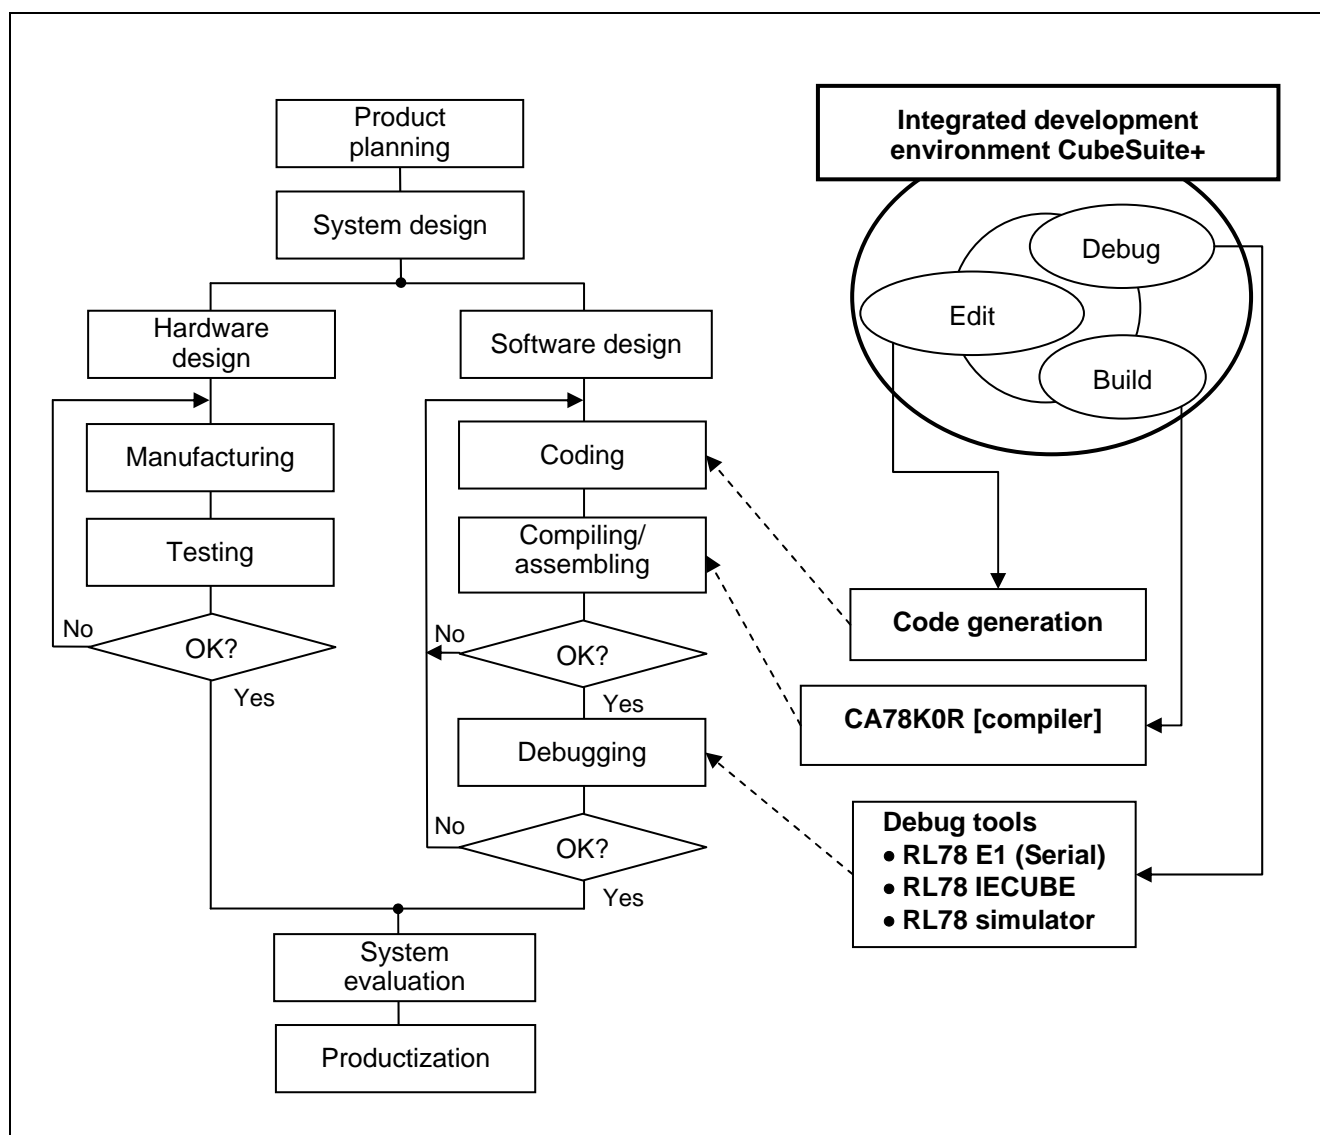 Product
planning
System design
Hardware
design
Software design
Manufacturing
Coding
Testing
Compiling/
assembling
No
OK?
Yes
No
OK?
Yes
Debugging
No
OK?
Yes
System
evaluation
Productization
Integrated development
environment CubeSuite+
Debug
Edit
Build
Code generation
CA78K0R [compiler]
Debug tools
• RL78 E1 (Serial)
• RL78 IECUBE
• RL78 simulator